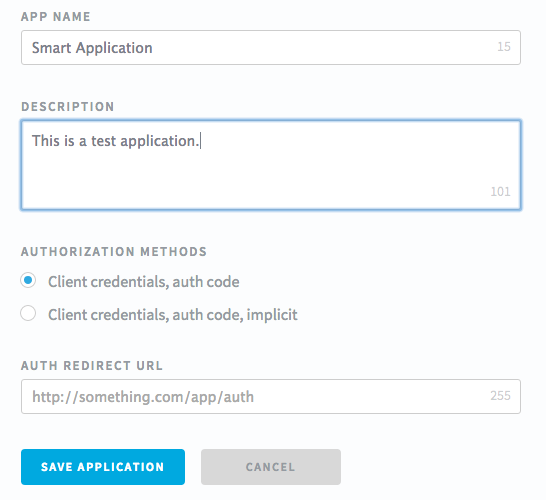 APP NAME
Smart Application 15
DESCRIPTION
This is a test application.
101
AUTHORIZATION METHODS
Client credentials, auth code
Client credentials, auth code, implicit
AUTH REDIRECT URL
http://something.com/app/auth 255
SAVE APPLICATION CANCEL